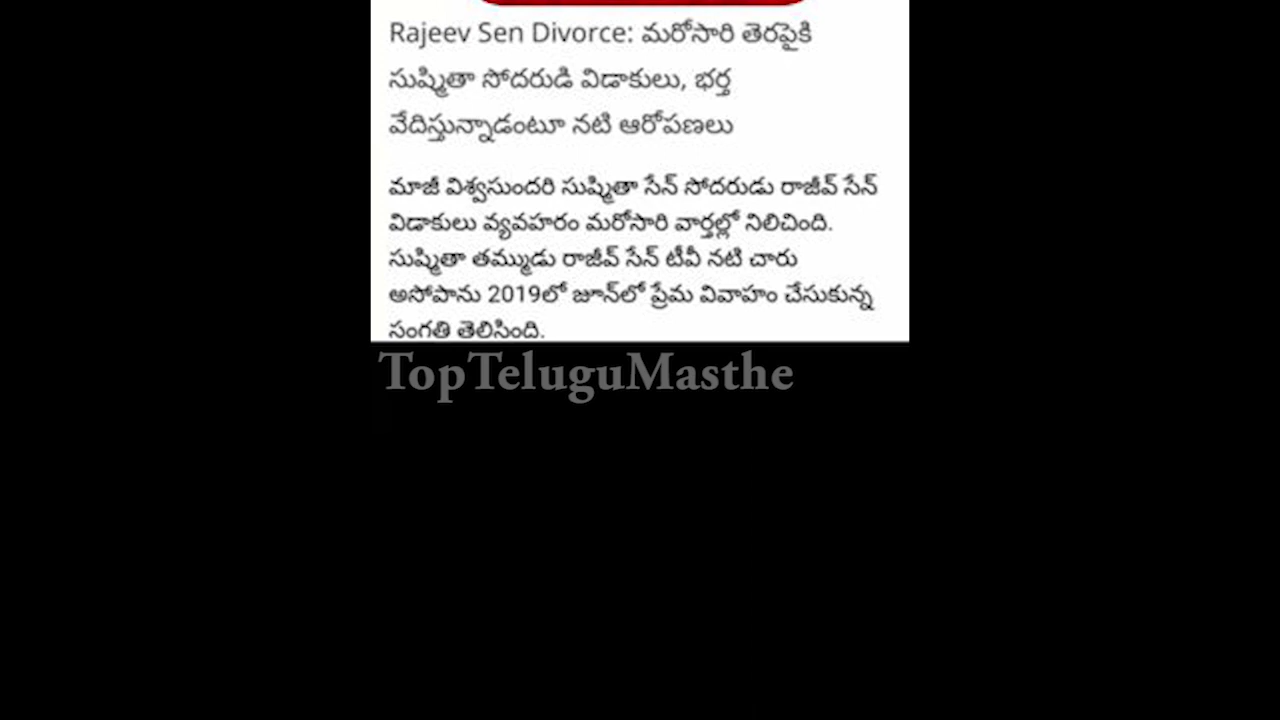 Rajeev Sen Divorce: మరోసారి తెరపైకి
సుష్మితా సోదరుడి విడాకులు, భర్త
వేదిస్తున్నాడంటూ నటి ఆరోపణలు
మాజీ విశ్వసుందరి సుష్మితా సేన్ సోదరుడు రాజీవ్ సేన్
విడాకులు వ్యవహరం మరోసారి వార్తల్లో నిలిచింది.
సుష్మితా తమ్ముడు రాజీవ్ సేన్ టీవీ నటి చారు
అసోపాను 2019లో జూన్‌లో ప్రేమ వివాహం చేసుకున్న
సంగతి తెలిసింది.
TopTeluguMasthe